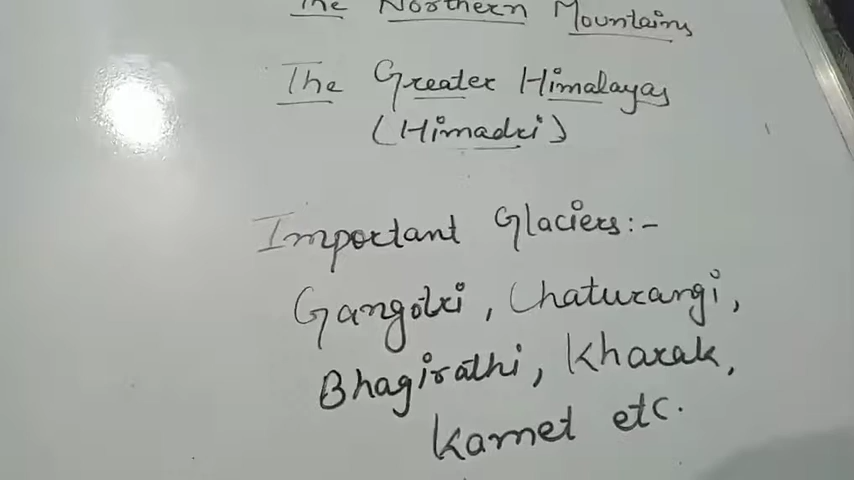 The Northern Mountains
The Greater Himalayas
(Himadri)
Important Glaciers:-
Gangotri, Chaturangi,
Bhagirathi, Kharak,
Kamet etc.